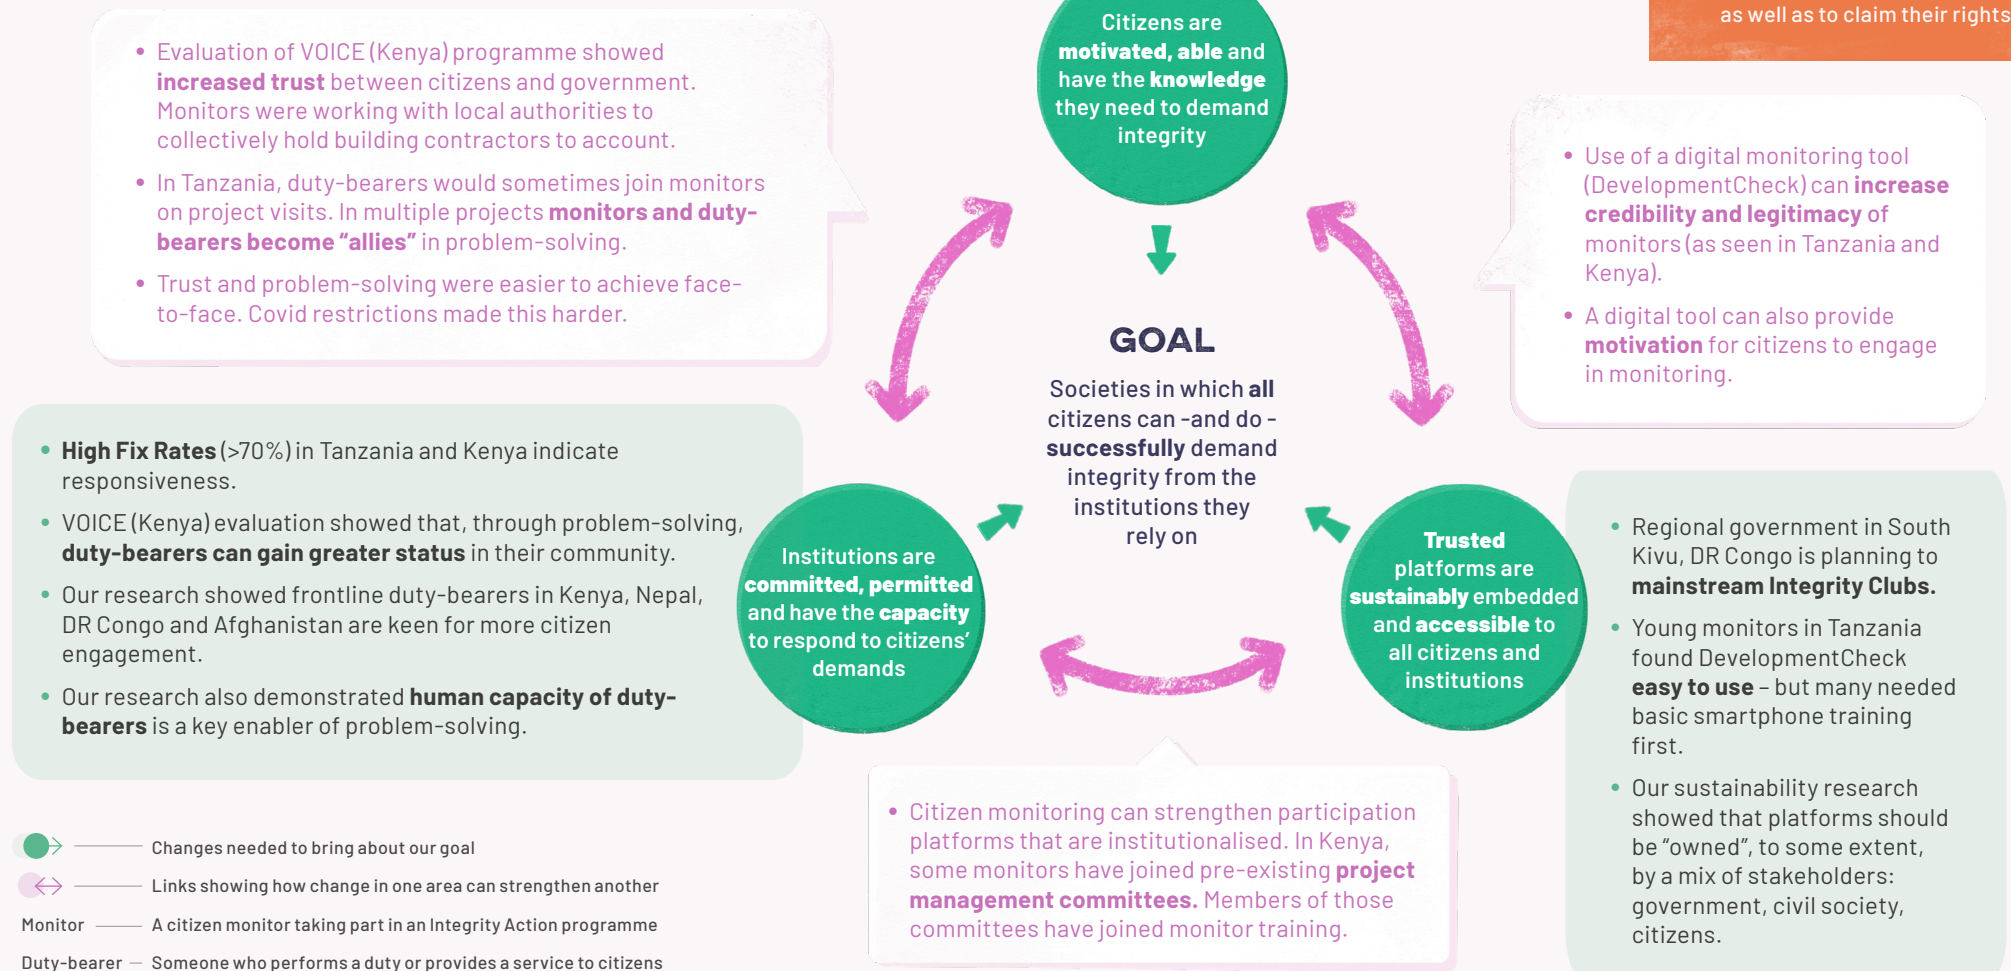 as well as to claim their rights
Citizens are
motivated, able and
have the knowledge
they need to demand
integrity
• Evaluation of VOICE (Kenya) programme showed
increased trust between citizens and government.
Monitors were working with local authorities to
collectively hold building contractors to account.
• In Tanzania, duty-bearers would sometimes join monitors
on project visits. In multiple projects monitors and duty-
bearers become “allies” in problem-solving.
• Trust and problem-solving were easier to achieve face-
to-face. Covid restrictions made this harder.
• Use of a digital monitoring tool
(DevelopmentCheck) can increase
credibility and legitimacy of
monitors (as seen in Tanzania and
Kenya).
• A digital tool can also provide
motivation for citizens to engage
in monitoring.
GOAL
Societies in which all
citizens can -and do -
successfully demand
integrity from the
institutions they
rely on
• High Fix Rates (>70%) in Tanzania and Kenya indicate
responsiveness.
• VOICE (Kenya) evaluation showed that, through problem-solving,
duty-bearers can gain greater status in their community.
• Our research showed frontline duty-bearers in Kenya, Nepal,
DR Congo and Afghanistan are keen for more citizen
engagement.
• Our research also demonstrated human capacity of duty-
bearers is a key enabler of problem-solving.
Institutions are
committed, permitted
and have the capacity
to respond to citizens’
demands
Trusted
platforms are
sustainably embedded
and accessible to
all citizens and
institutions
• Regional government in South
Kivu, DR Congo is planning to
mainstream Integrity Clubs.
• Young monitors in Tanzania
found DevelopmentCheck
easy to use – but many needed
basic smartphone training
first.
• Our sustainability research
showed that platforms should
be “owned”, to some extent,
by a mix of stakeholders:
government, civil society,
citizens.
• Citizen monitoring can strengthen participation
platforms that are institutionalised. In Kenya,
some monitors have joined pre-existing project
management committees. Members of those
committees have joined monitor training.
Changes needed to bring about our goal
Links showing how change in one area can strengthen another
Monitor — A citizen monitor taking part in an Integrity Action programme
Duty-bearer — Someone who performs a duty or provides a service to citizens